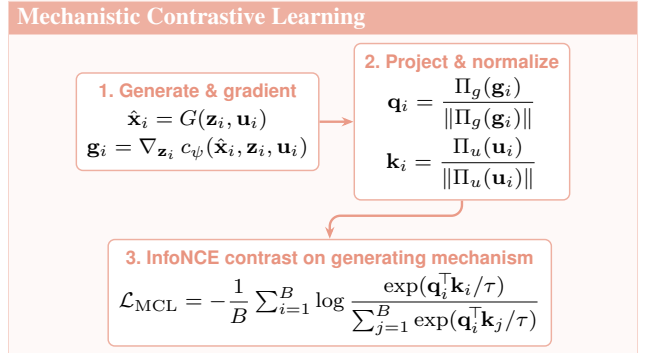 Mechanistic Contrastive Learning
1. Generate & gradient
x̂ᵢ = G(zᵢ, uᵢ)
gᵢ = ∇_{zᵢ} c_ψ(x̂ᵢ, zᵢ, uᵢ)
2. Project & normalize
qᵢ = Π_g(gᵢ) / ‖Π_g(gᵢ)‖
kᵢ = Π_u(uᵢ) / ‖Π_u(uᵢ)‖
3. InfoNCE contrast on generating mechanism
ℒ_MCL = − 1/B ∑_{i=1}^{B} log exp(qᵢ^⊤ kᵢ/τ) / ∑_{j=1}^{B} exp(qᵢ^⊤ kⱼ/τ)